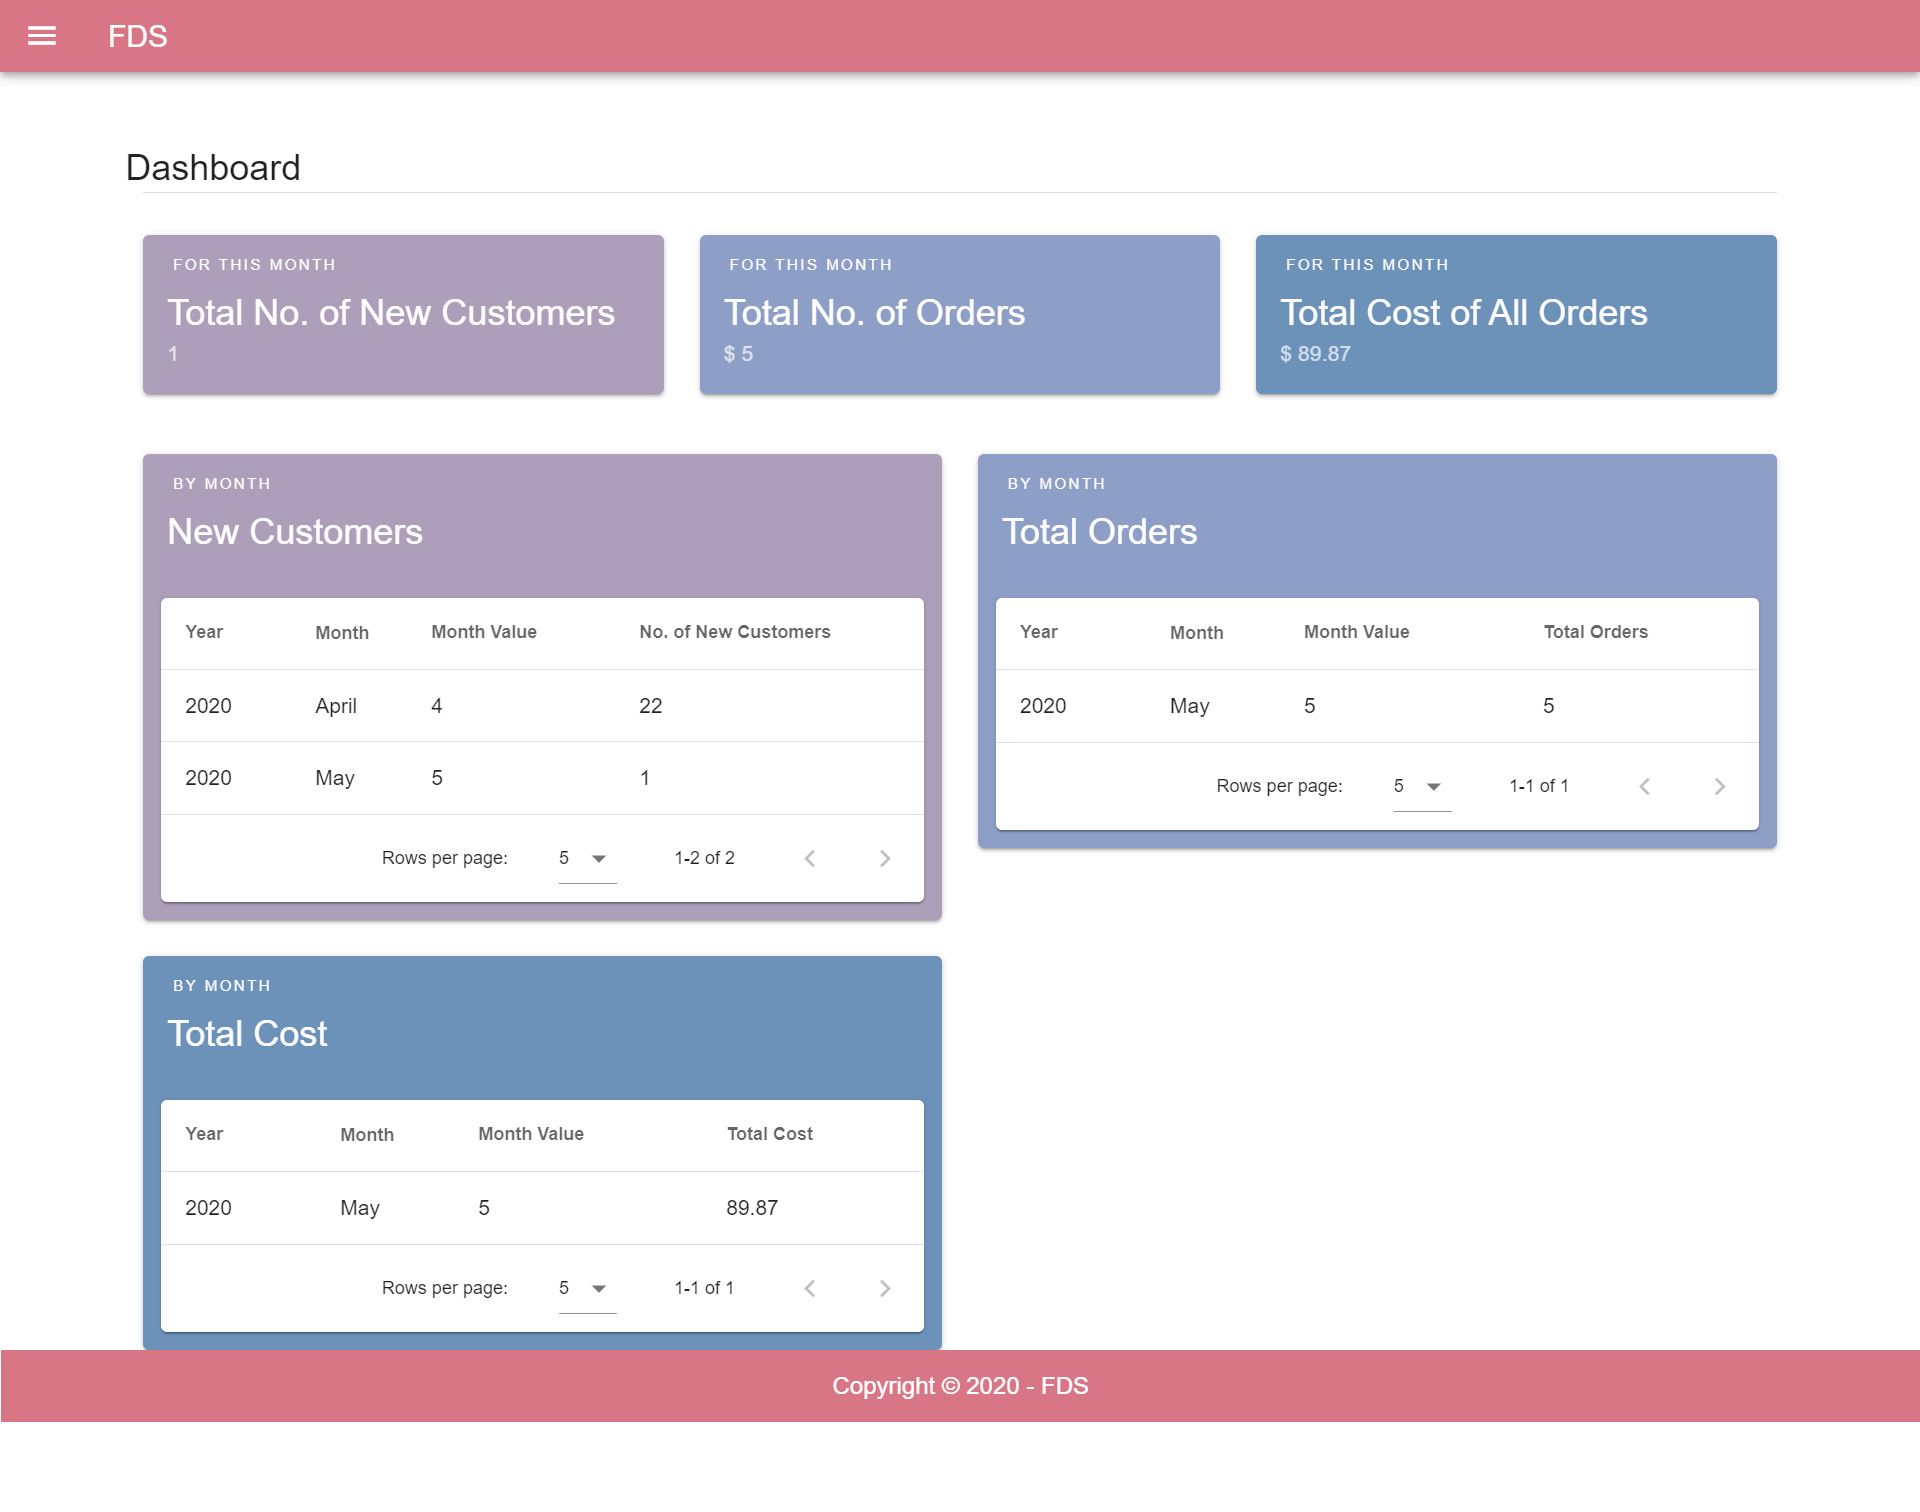 FDS
Dashboard
FOR THIS MONTH
Total No. of New Customers
1
FOR THIS MONTH
Total No. of Orders
$ 5
FOR THIS MONTH
Total Cost of All Orders
$ 89.87
BY MONTH
New Customers
Year Month Month Value No. of New Customers
2020 April 4 22
2020 May 5 1
Rows per page: 5 1-2 of 2
BY MONTH
Total Orders
Year Month Month Value Total Orders
2020 May 5 5
Rows per page: 5 1-1 of 1
BY MONTH
Total Cost
Year Month Month Value Total Cost
2020 May 5 89.87
Rows per page: 5 1-1 of 1
Copyright © 2020 - FDS